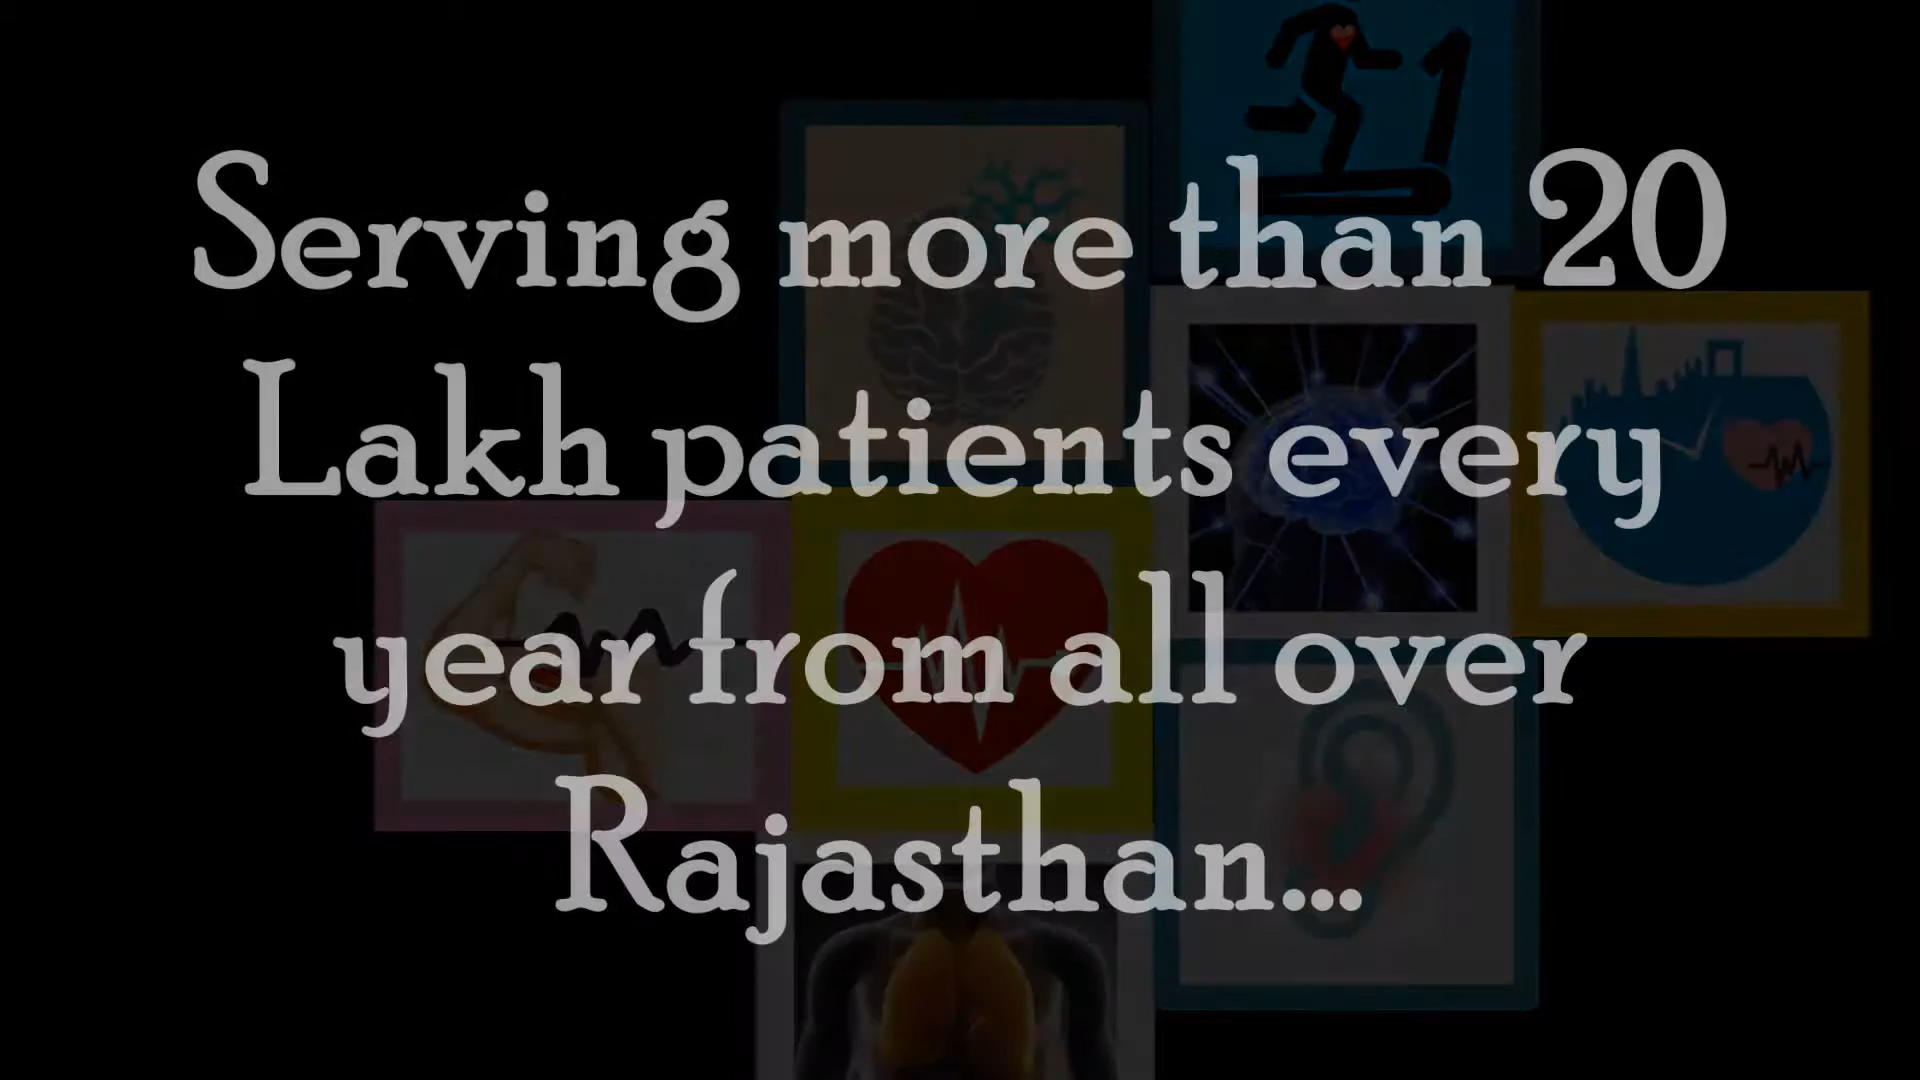 Serving more than 20
Lakh patients every
year from all over
Rajasthan...